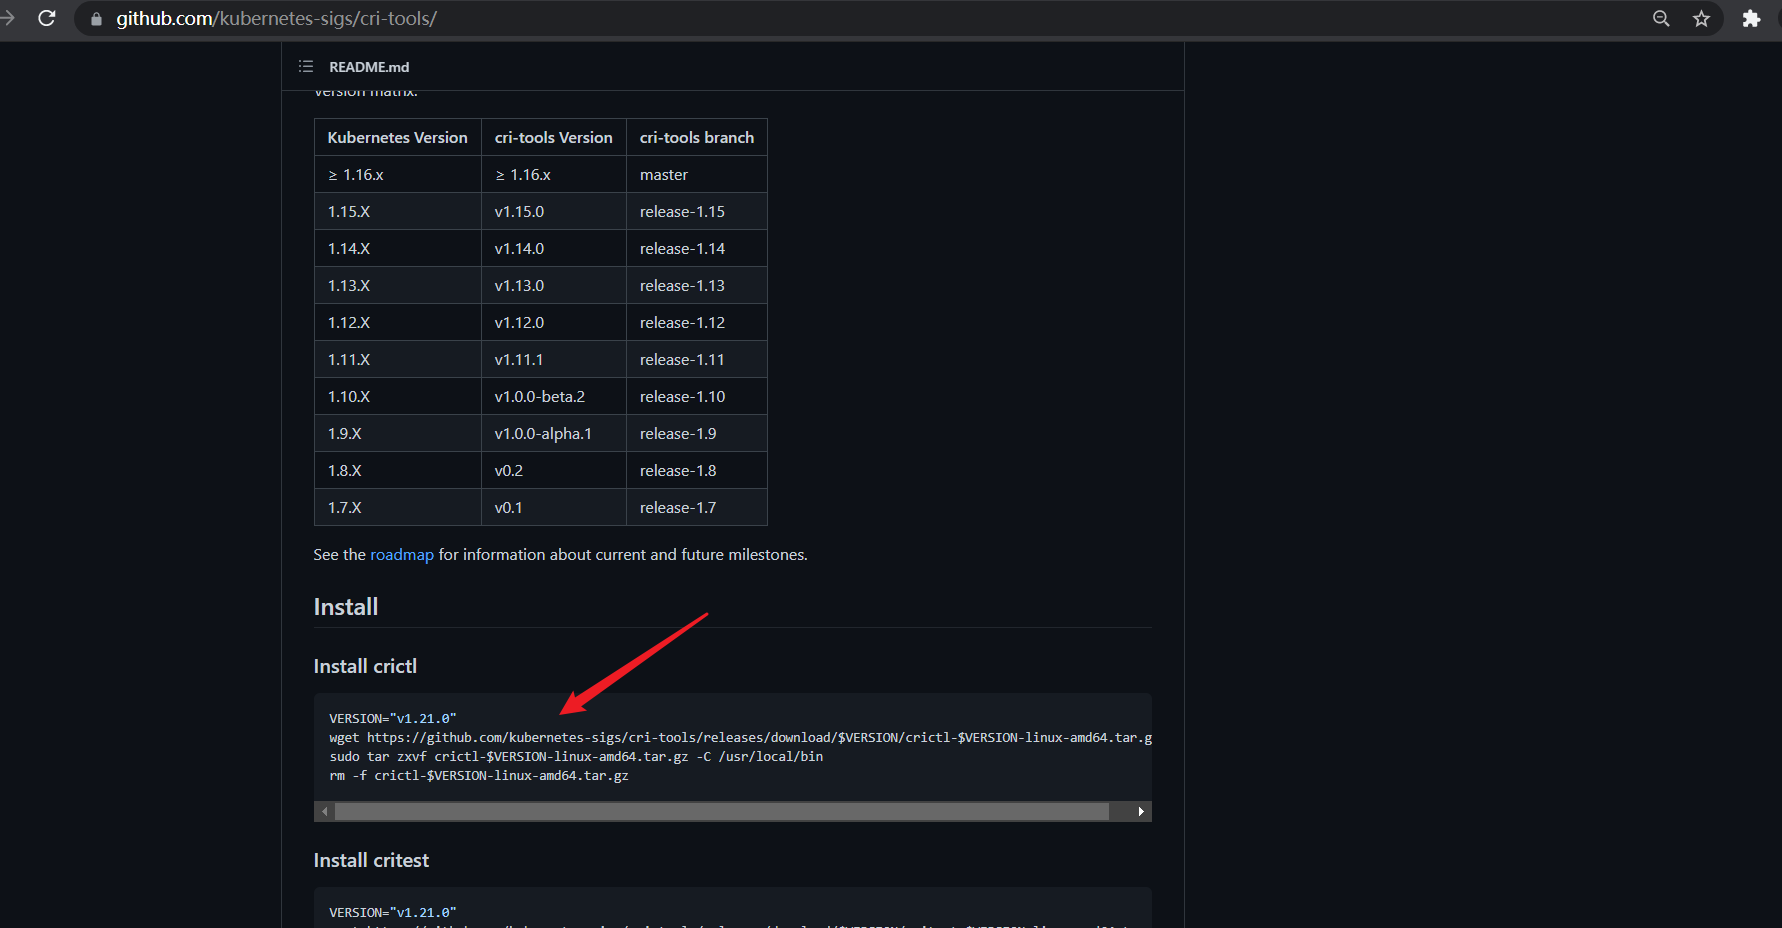 github.com/kubernetes-sigs/cri-tools/
README.md
version matrix.
Kubernetes Version cri-tools Version cri-tools branch
≥ 1.16.x ≥ 1.16.x master
1.15.X v1.15.0 release-1.15
1.14.X v1.14.0 release-1.14
1.13.X v1.13.0 release-1.13
1.12.X v1.12.0 release-1.12
1.11.X v1.11.1 release-1.11
1.10.X v1.0.0-beta.2 release-1.10
1.9.X v1.0.0-alpha.1 release-1.9
1.8.X v0.2 release-1.8
1.7.X v0.1 release-1.7
See the roadmap for information about current and future milestones.
Install
Install crictl
VERSION="v1.21.0"
wget https://github.com/kubernetes-sigs/cri-tools/releases/download/$VERSION/crictl-$VERSION-linux-amd64.tar.g
sudo tar zxvf crictl-$VERSION-linux-amd64.tar.gz -C /usr/local/bin
rm -f crictl-$VERSION-linux-amd64.tar.gz
Install critest
VERSION="v1.21.0"